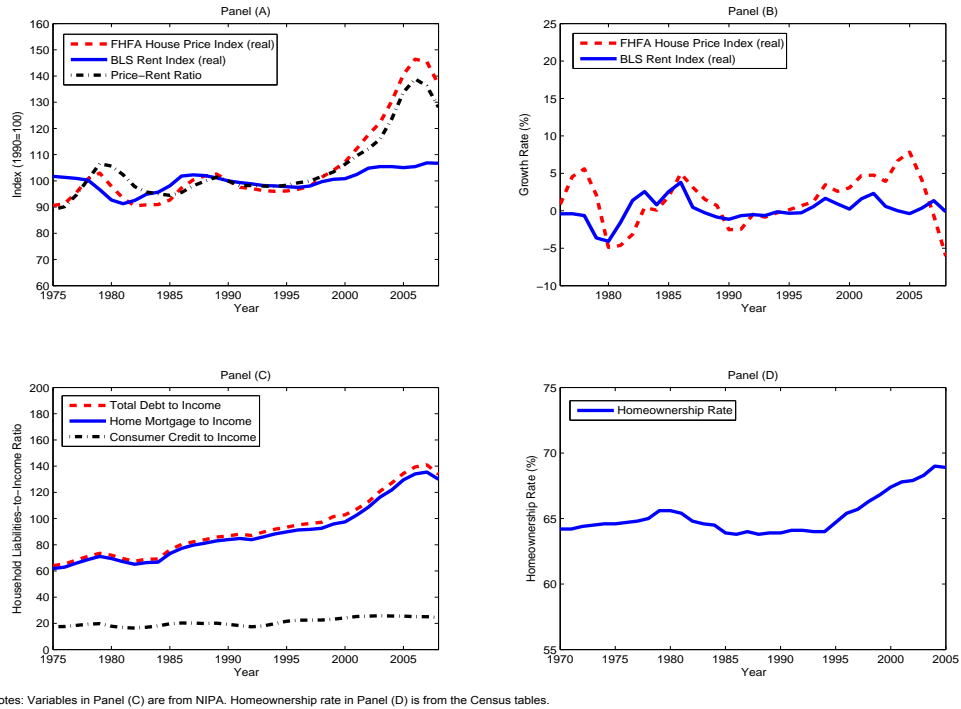 Panel (A)
160
150
140
130
120
110
100
90
80
70
60
Index (1990=100)
FHFA House Price Index (real)
BLS Rent Index (real)
Price−Rent Ratio
1975 1980 1985 1990 1995 2000 2005
Year
Panel (B)
25
20
15
10
5
0
−5
−10
Growth Rate (%)
FHFA House Price Index (real)
BLS Rent Index (real)
1980 1985 1990 1995 2000 2005
Year
Panel (C)
200
180
160
140
120
100
80
60
40
20
0
Household Liabilities−to−Income Ratio
Total Debt to Income
Home Mortgage to Income
Consumer Credit to Income
1975 1980 1985 1990 1995 2000 2005
Year
Panel (D)
75
70
65
60
55
Homeownership Rate (%)
Homeownership Rate
1970 1975 1980 1985 1990 1995 2000 2005
Year
otes: Variables in Panel (C) are from NIPA. Homeownership rate in Panel (D) is from the Census tables.